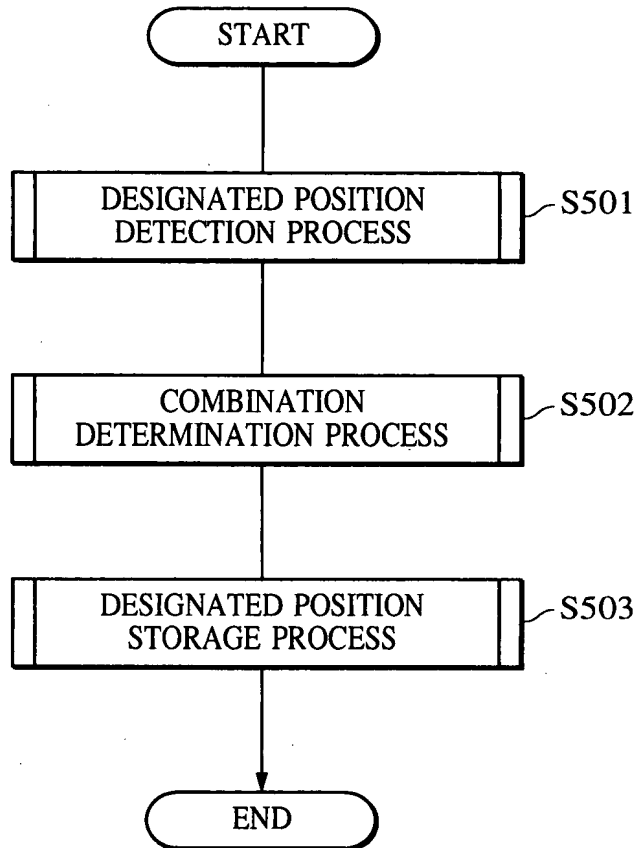 START
DESIGNATED POSITION
DETECTION PROCESS
S501
COMBINATION
DETERMINATION PROCESS
S502
DESIGNATED POSITION
STORAGE PROCESS
S503
END